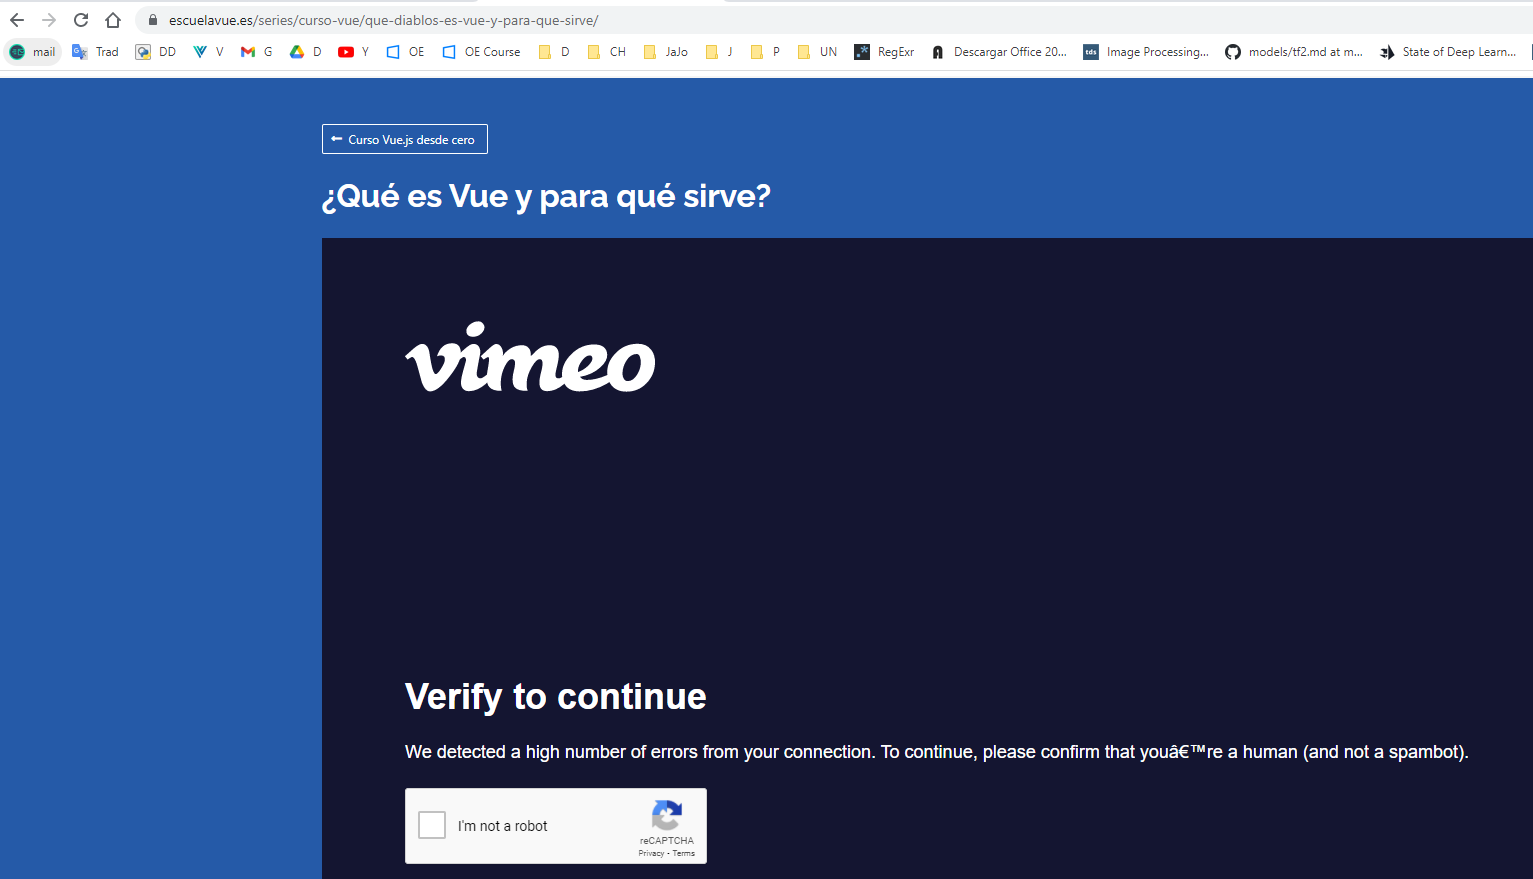 escuelavue.es/series/curso-vue/que-diablos-es-vue-y-para-que-sirve/
mail Trad DD V G D Y OE OE Course D CH JaJo J P UN RegExr Descargar Office 20... tds Image Processing... models/tf2.md at m... State of Deep Learn...
Curso Vue.js desde cero
¿Qué es Vue y para qué sirve?
vimeo
Verify to continue
We detected a high number of errors from your connection. To continue, please confirm that youâ€™re a human (and not a spambot).
I'm not a robot
reCAPTCHA
Privacy - Terms